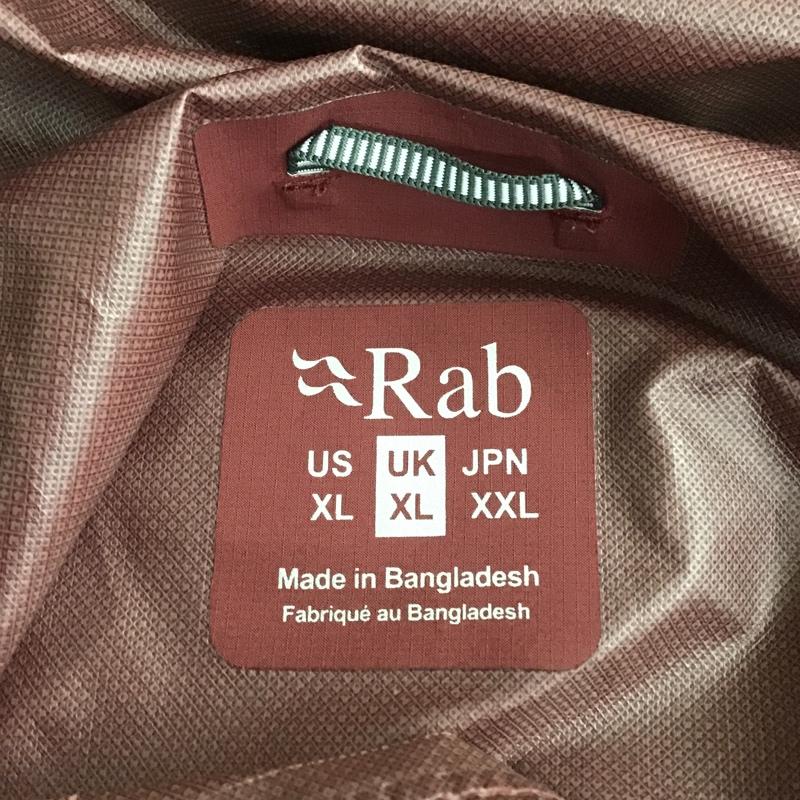 Rab
US UK JPN
XL XL XXL
Made in Bangladesh
Fabriqué au Bangladesh